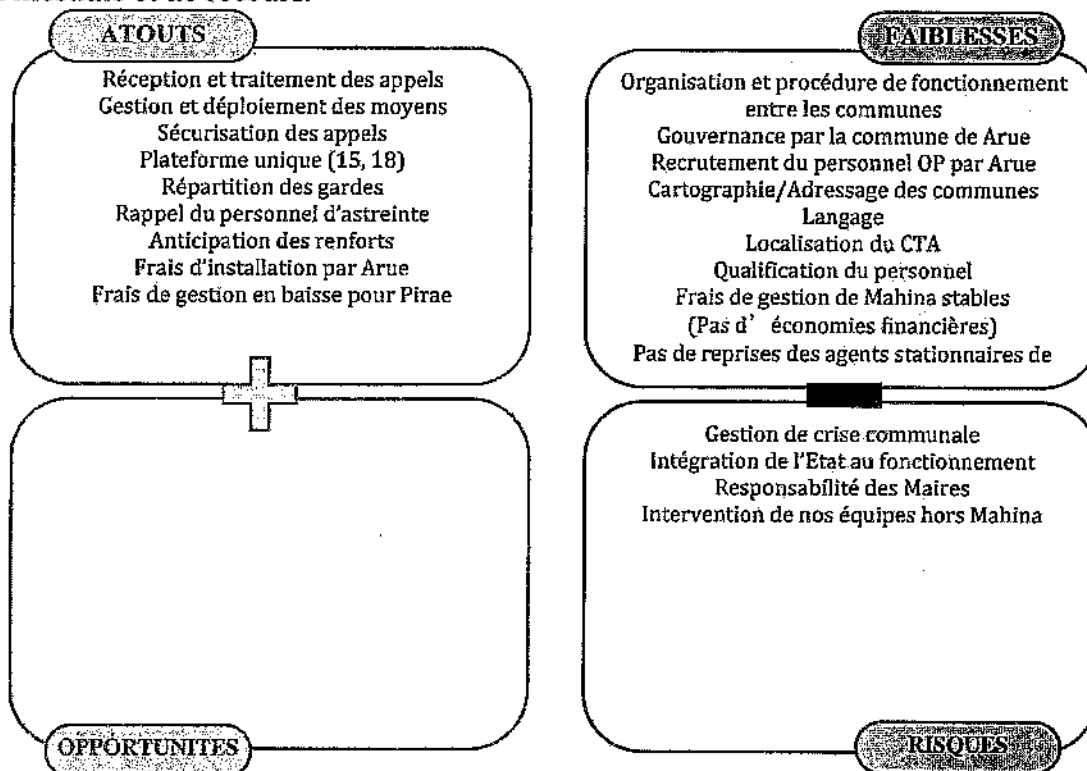 ATOUTS
Réception et traitement des appels
Gestion et déploiement des moyens
Sécurisation des appels
Plateforme unique (15, 18)
Répartition des gardes
Rappel du personnel d'astreinte
Anticipation des renforts
Frais d'installation par Arue
Frais de gestion en baisse pour Pirae
FAIBLESSES
Organisation et procédure de fonctionnement
entre les communes
Gouvernance par la commune de Arue
Recrutement du personnel OP par Arue
Cartographie/Adressage des communes
Langage
Localisation du CTA
Qualification du personnel
Frais de gestion de Mahina stables
(Pas d' économies financières)
Pas de reprises des agents stationnaires de
OPPORTUNITES
Gestion de crise communale
Intégration de l'Etat au fonctionnement
Responsabilité des Maires
Intervention de nos équipes hors Mahina
RISQUES